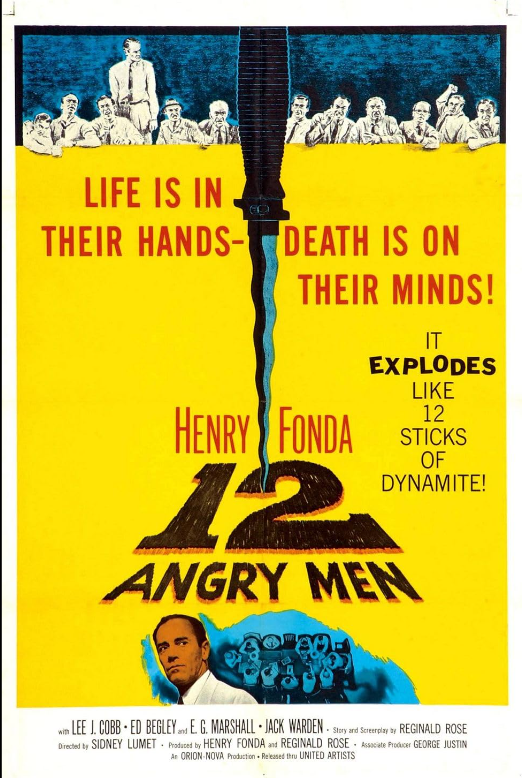 LIFE IS IN
THEIR HANDS- DEATH IS ON
THEIR MINDS!
IT
EXPLODES
LIKE
12
STICKS
OF
DYNAMITE!
HENRY FONDA
12
ANGRY MEN
with LEE J. COBB • ED BEGLEY and E. G. MARSHALL • JACK WARDEN • Story and Screenplay by REGINALD ROSE
Directed by SIDNEY LUMET • Produced by HENRY FONDA and REGINALD ROSE • Associate Producer GEORGE JUSTIN
An ORION-NOVA Production • Released thru UNITED ARTISTS